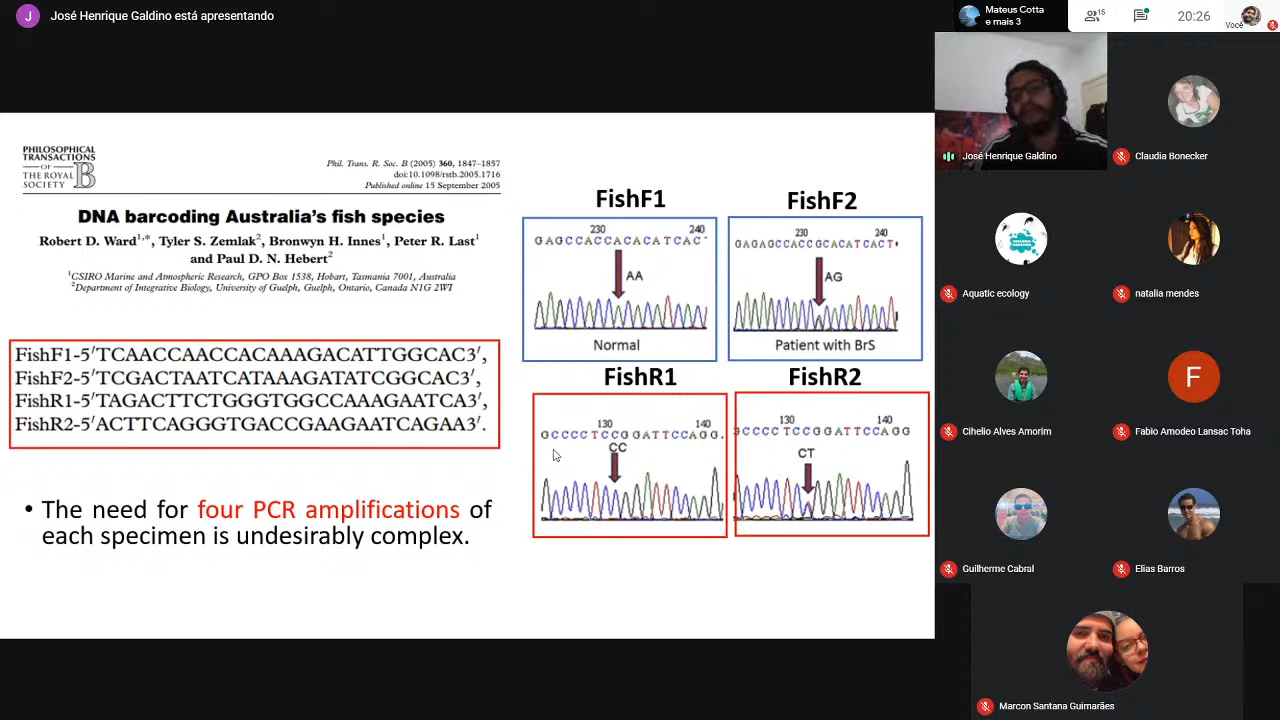 J
José Henrique Galdino está apresentando
Mateus Cotta
e mais 3
15
20:26
Você
PHILOSOPHICAL
TRANSACTIONS
OF
THE ROYAL
SOCIETY
B
Phil. Trans. R. Soc. B (2005) 360, 1847–1857
doi:10.1098/rstb.2005.1716
Published online 15 September 2005
DNA barcoding Australia's fish species
Robert D. Ward1,*, Tyler S. Zemlak2, Bronwyn H. Innes1, Peter R. Last1
and Paul D. N. Hebert2
1CSIRO Marine and Atmospheric Research, GPO Box 1538, Hobart, Tasmania 7001, Australia
2Department of Integrative Biology, University of Guelph, Guelph, Ontario, Canada N1G 2WI
FishF1-5′TCAACCAACCACAAAGACATTGGCAC3′,
FishF2-5′TCGACTAATCATAAAGATATCGGCAC3′,
FishR1-5′TAGACTTCTGGGTGGCCAAAGAATCA3′,
FishR2-5′ACTTCAGGGTGACCGAAGAATCAGAA3′.
• The need for four PCR amplifications of
each specimen is undesirably complex.
FishF1
230 240
GAGCCACCACACATCAC
AA
Normal
FishF2
230 240
GAGAGCCACCGCACATCACT
AG
Patient with BrS
FishR1
130 140
GCCCCTCCGGATTCCAGG
CC
FishR2
130 140
GCCCCTCCGGATTCCAGG
CT
José Henrique Galdino
Claudia Bonecker
Aquatic ecology
natalia mendes
F
Cihelio Alves Amorim
Fabio Amodeo Lansac Toha
Guilherme Cabral
Elias Barros
Marcon Santana Guimarães